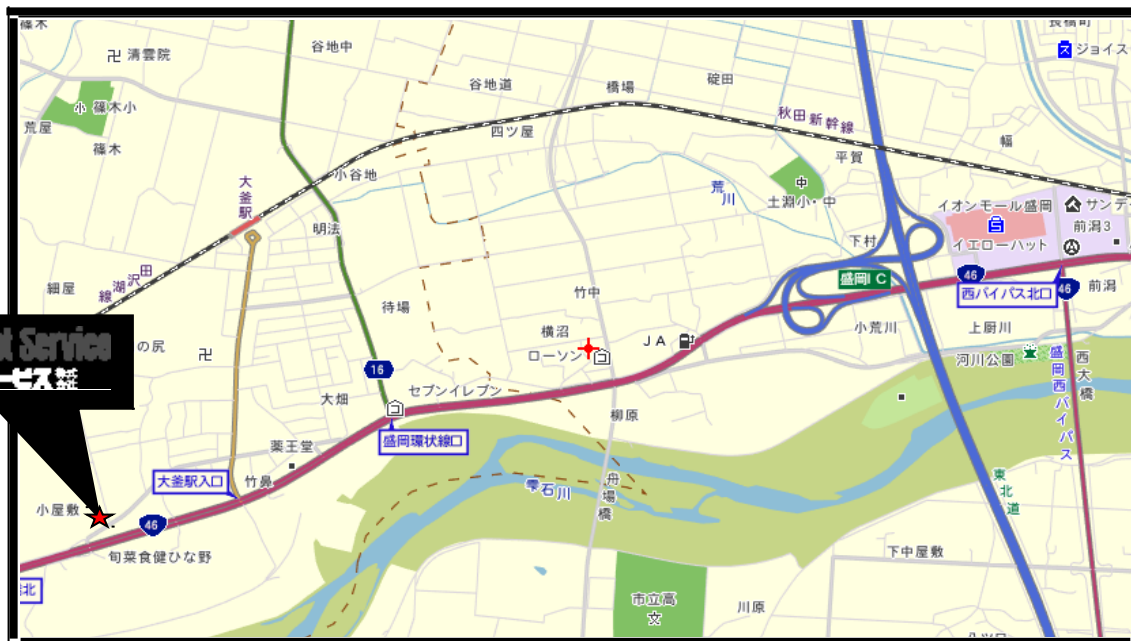 篠木
清雲院
谷地中
谷地道
橋場
碇田
長橋町
ジョイス
小
篠木小
荒屋
篠木
四ツ屋
秋田新幹線
幅
平賀
小谷地
大釜駅
荒川
中
土淵小・中
イオンモール盛岡
サンデ
前潟3
明法
下村
イエローハット
田沢湖線
細屋
盛岡IC
46
西バイパス北口
46
前潟
竹中
待場
横沼
ローソン
JA
小荒川
上厨川
t Service
ービス
の尻
河川公園
盛岡西バイパス
西大橋
16
セブンイレブン
大畑
柳原
薬王堂
盛岡環状線口
大釜駅入口
竹鼻
雫石川
舟場橋
東北道
小屋敷
46
旬菜食健ひな野
下中屋敷
北
市立高
文
川原